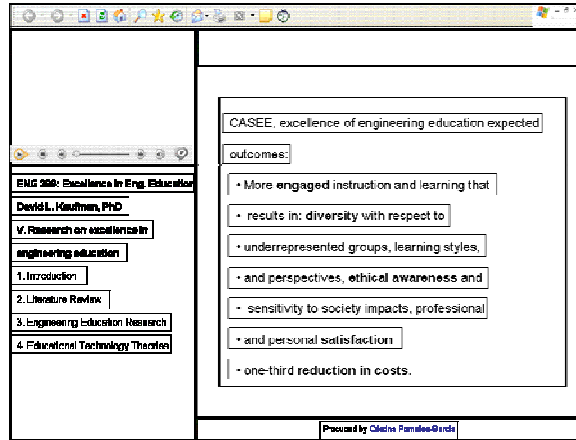 ENG 299: Excellence in Eng. Education
David L. Kaufman, PhD
V. Research on excellence in
engineering education
1. Introduction
2. Literature Review
3. Engineering Education Research
4. Educational Technology Theories
CASEE, excellence of engineering education expected
outcomes:
• More engaged instruction and learning that
• results in: diversity with respect to
• underrepresented groups, learning styles,
• and perspectives, ethical awareness and
• sensitivity to society impacts, professional
• and personal satisfaction
• one-third reduction in costs.
Produced by Cristina Pomales-García